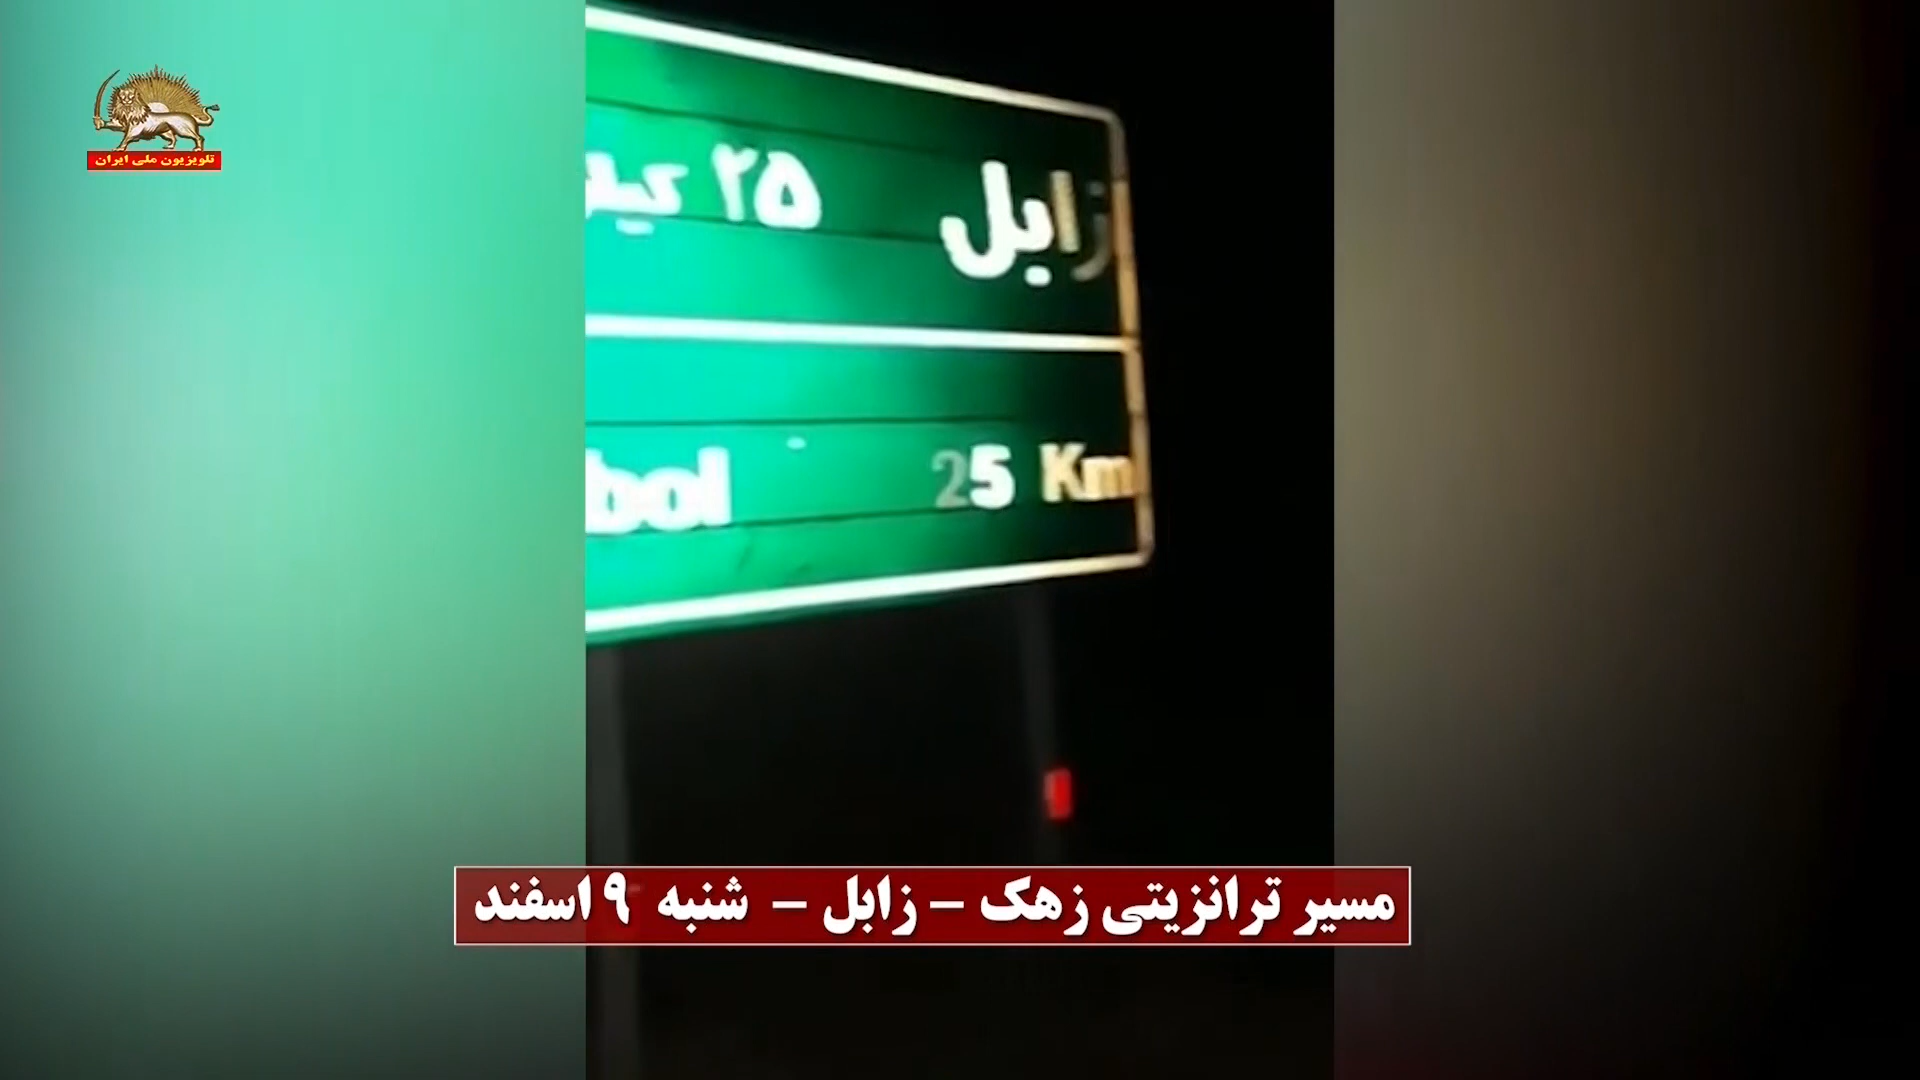 تلویزیون ملی ایران
زابل ۲۵
25 Km
مسیر ترانزیتی زهک – زابل – شنبه ۹ اسفند